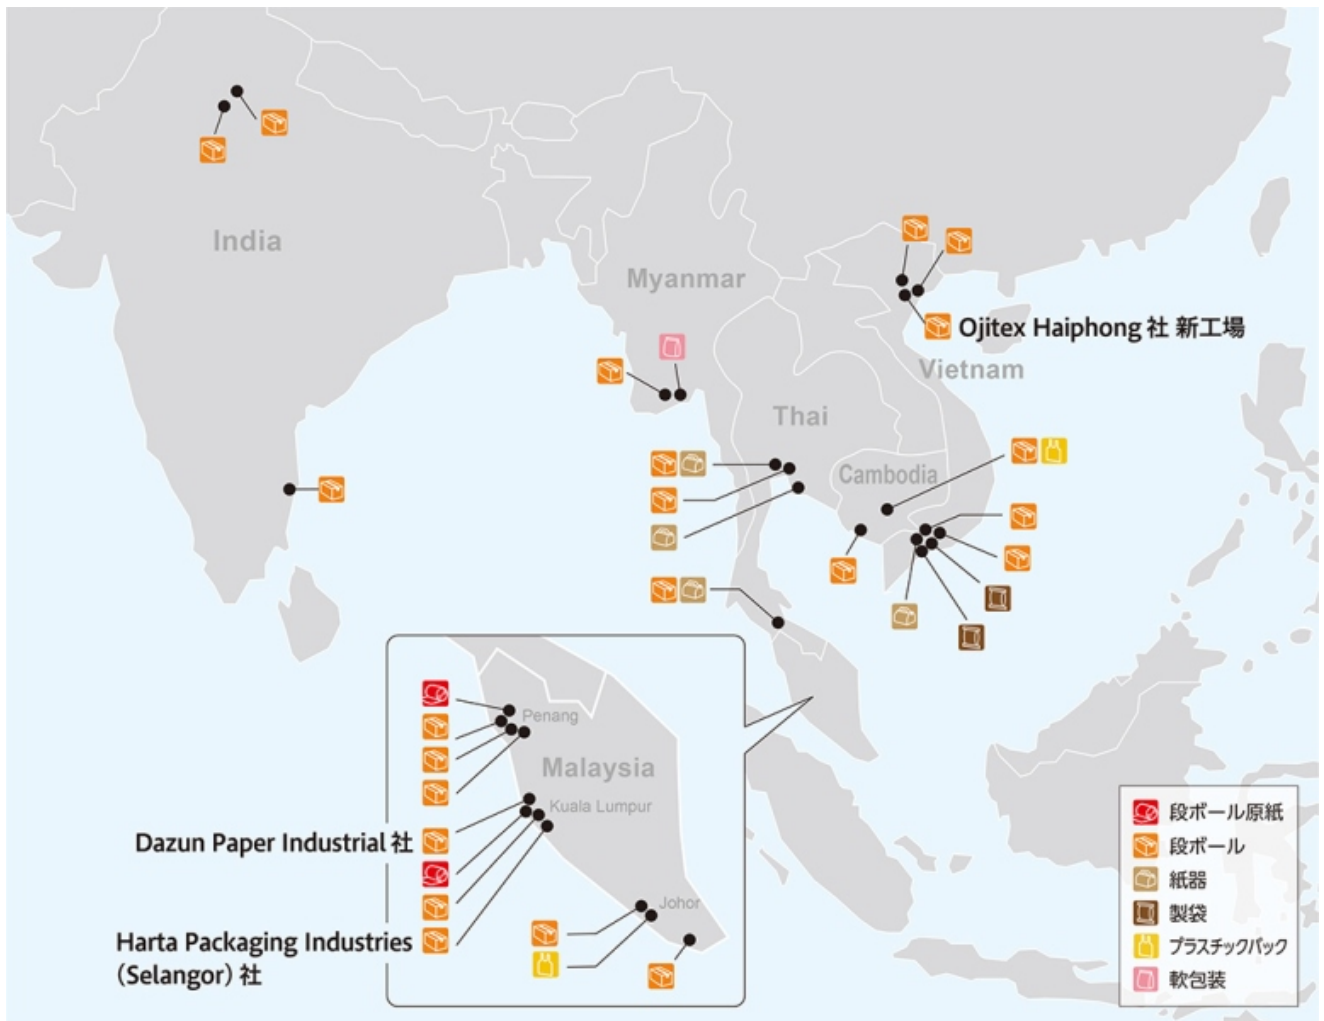 India
Myanmar
Ojitex Haiphong 社 新工場
Vietnam
Thai
Cambodia
Penang
Malaysia
Kuala Lumpur
Dazun Paper Industrial 社
Johor
Harta Packaging Industries
（Selangor）社
段ボール原紙
段ボール
紙器
製袋
プラスチックパック
軟包装